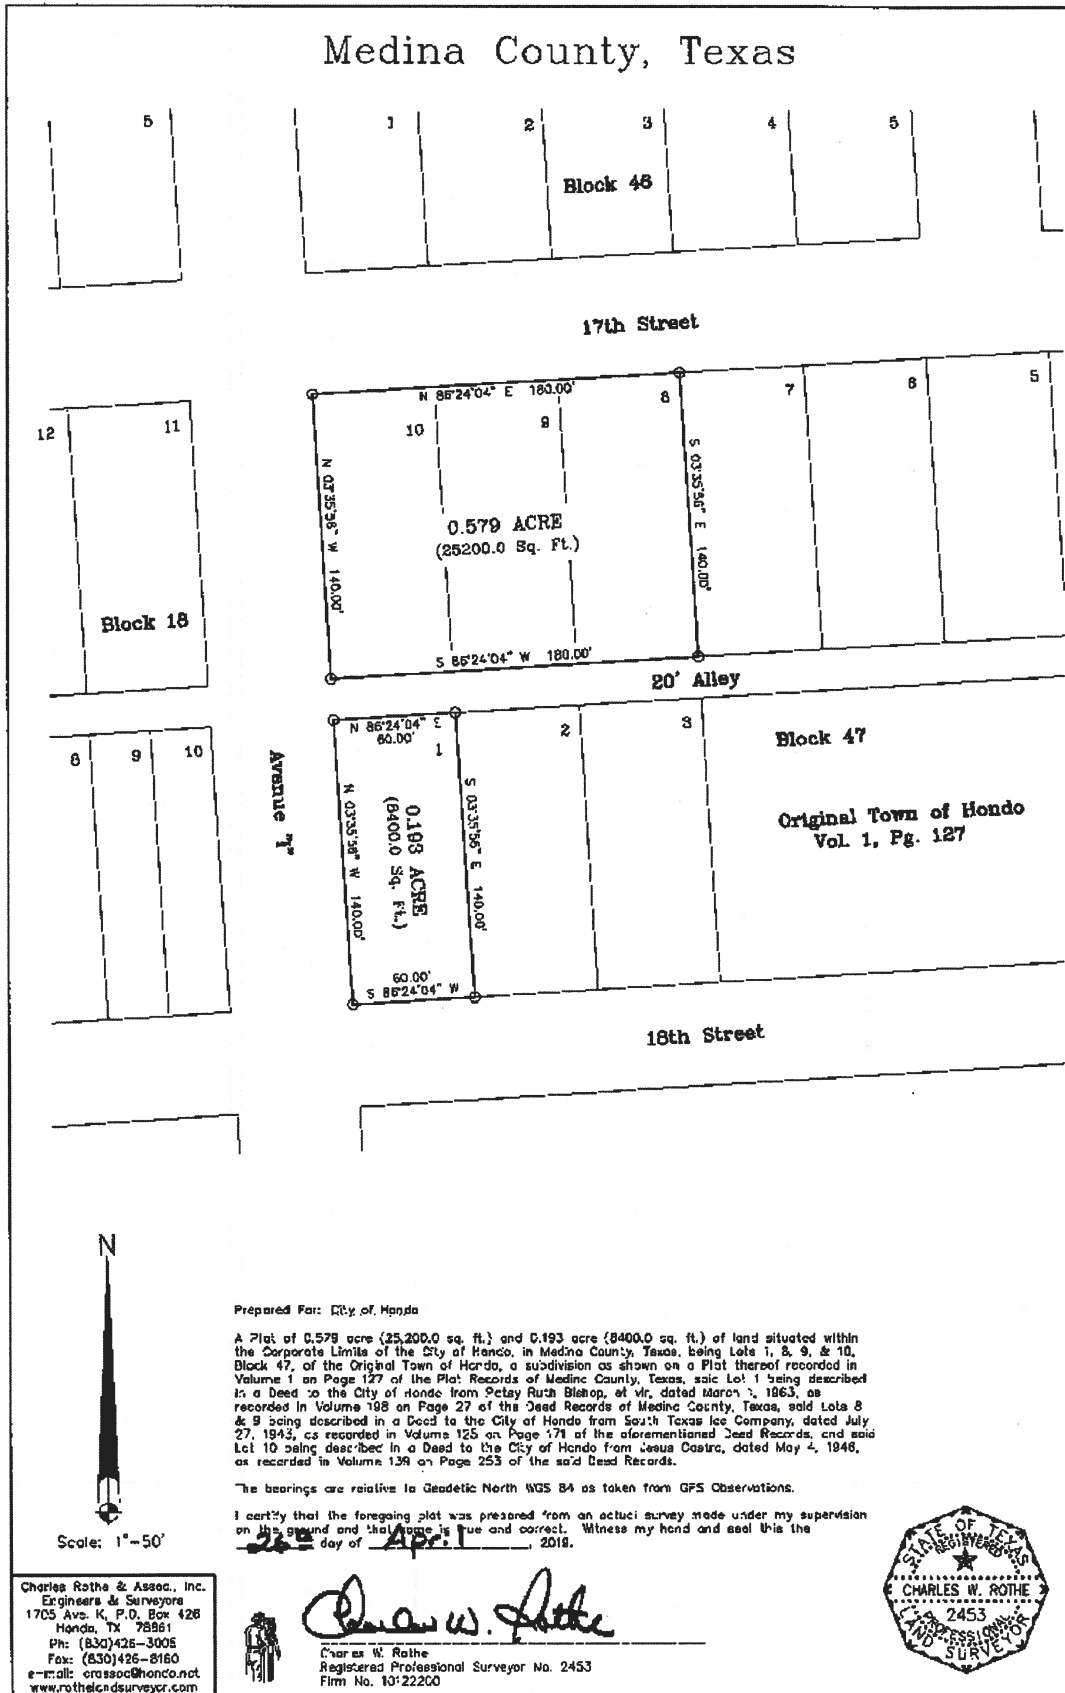 Medina County, Texas
5
1
2
3
4
5
Block 46
17th Street
N 86°24'04" E 180.00'
12
11
10
9
8
7
6
5
N 03°35'56" W 140.00'
S 03°35'56" E 140.00'
0.579 ACRE
(25200.0 Sq. Ft.)
Block 18
S 86°24'04" W 180.00'
20' Alley
N 86°24'04" E
60.00'
8
9
10
1
2
3
Block 47
Avenue "I"
N 03°35'56" W 140.00'
0.193 ACRE
(8400.0 Sq. Ft.)
S 03°35'56" E 140.00'
Original Town of Hondo
Vol. 1, Pg. 127
60.00'
S 86°24'04" W
18th Street
N
Scale: 1"=50'
Prepared For: City of Hondo
A Plat of 0.579 acre (25,200.0 sq. ft.) and 0.193 acre (8400.0 sq. ft.) of land situated within
the Corporate Limits of the City of Hondo, in Medina County, Texas, being Lots 1, 8, 9, & 10,
Block 47, of the Original Town of Hondo, a subdivision as shown on a Plat thereof recorded in
Volume 1 on Page 127 of the Plat Records of Medina County, Texas, said Lot 1 being described
in a Deed to the City of Hondo from Betsy Ruth Bishop, et vir, dated March 1, 1963, as
recorded in Volume 198 on Page 27 of the Deed Records of Medina County, Texas, said Lots 8
& 9 being described in a Deed to the City of Hondo from South Texas Ice Company, dated July
27, 1943, as recorded in Volume 125 on Page 171 of the aforementioned Deed Records, and said
Lot 10 being described in a Deed to the City of Hondo from Jesus Castro, dated May 4, 1946,
as recorded in Volume 139 on Page 253 of the said Deed Records.
The bearings are relative to Geodetic North WGS 84 as taken from GPS Observations.
I certify that the foregoing plat was prepared from an actual survey made under my supervision
on the ground and that same is true and correct. Witness my hand and seal this the
26th day of April, 2018.
Charles W. Rothe
Charles W. Rothe
Registered Professional Surveyor No. 2453
Firm No. 10122200
Charles Rothe & Assoc., Inc.
Engineers & Surveyors
1705 Ave. K, P.O. Box 426
Hondo, TX 78861
Ph: (830)426-3005
Fax: (830)426-8160
e-mail: crassoc@hondo.net
www.rothelandsurveyor.com
STATE OF TEXAS
REGISTERED
CHARLES W. ROTHE
2453
PROFESSIONAL
LAND SURVEYOR